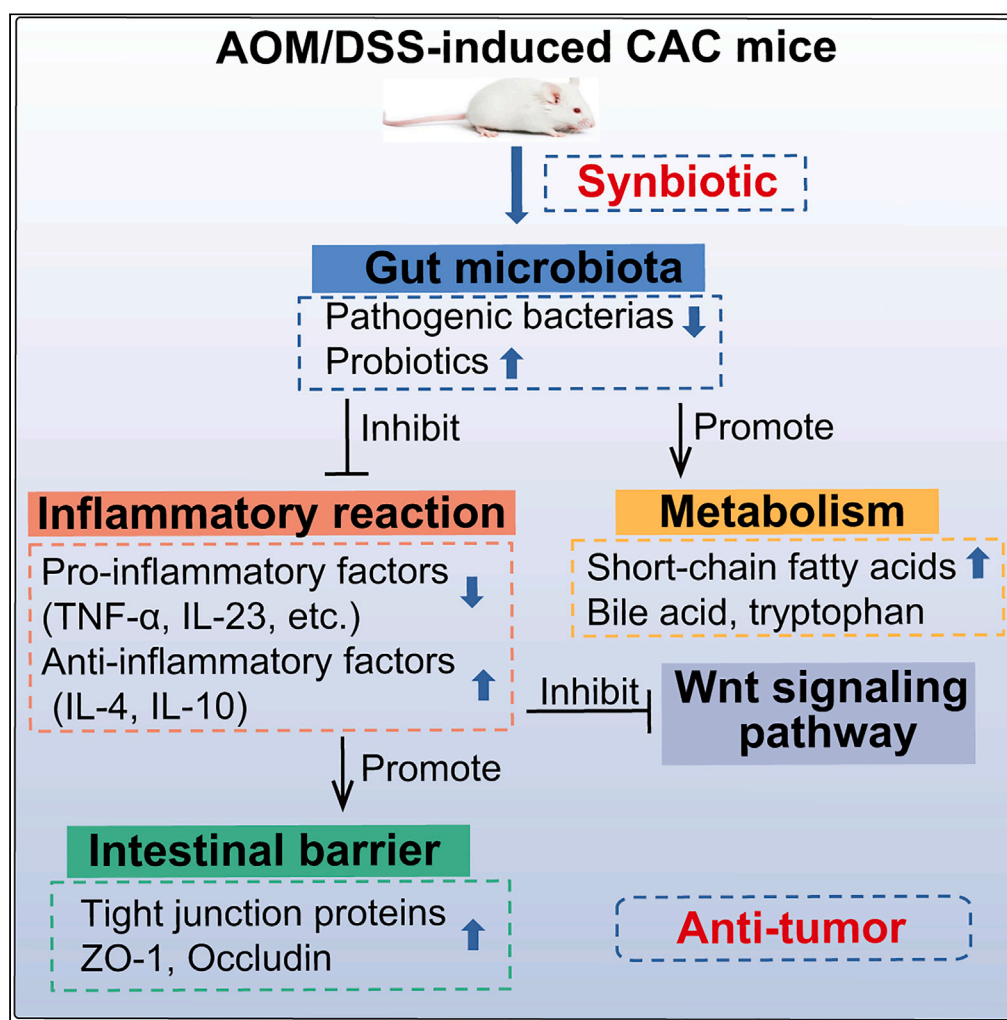 AOM/DSS-induced CAC mice
Synbiotic
Gut microbiota
Pathogenic bacterias
Probiotics
Inhibit
Promote
Inflammatory reaction
Pro-inflammatory factors
(TNF-α, IL-23, etc.)
Anti-inflammatory factors
(IL-4, IL-10)
Metabolism
Short-chain fatty acids
Bile acid, tryptophan
Inhibit
Wnt signaling
pathway
Promote
Intestinal barrier
Tight junction proteins
ZO-1, Occludin
Anti-tumor